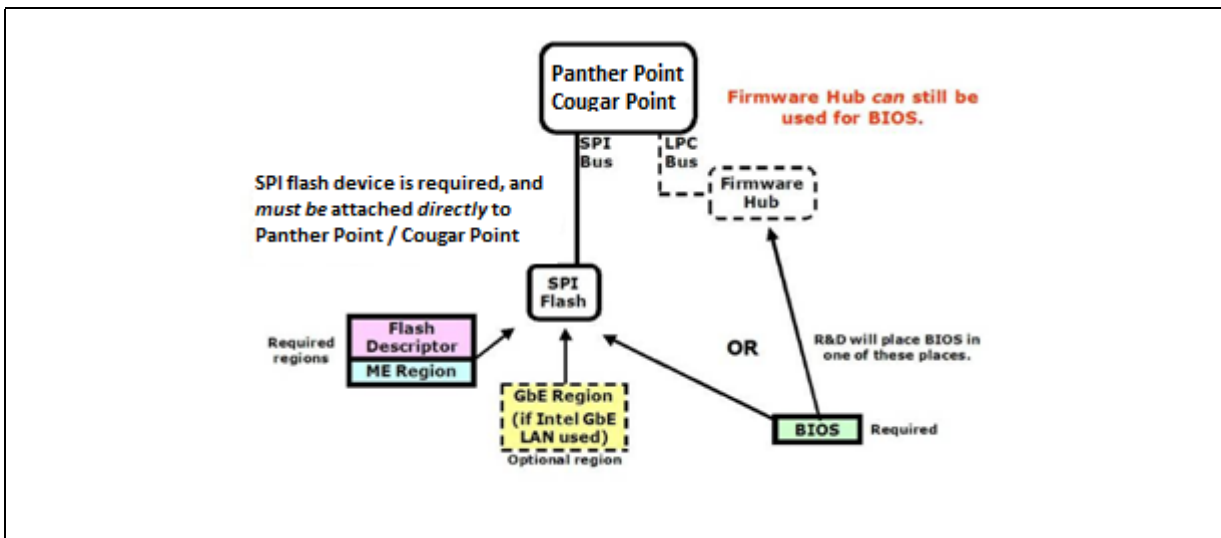 Panther Point
Cougar Point
Firmware Hub can still be
used for BIOS.
SPI
Bus
LPC
Bus
Firmware
Hub
SPI flash device is required, and
must be attached directly to
Panther Point / Cougar Point
SPI
Flash
Required
regions
Flash
Descriptor
ME Region
GbE Region
(if Intel GbE
LAN used)
Optional region
OR
R&D will place BIOS in
one of these places.
BIOS
Required